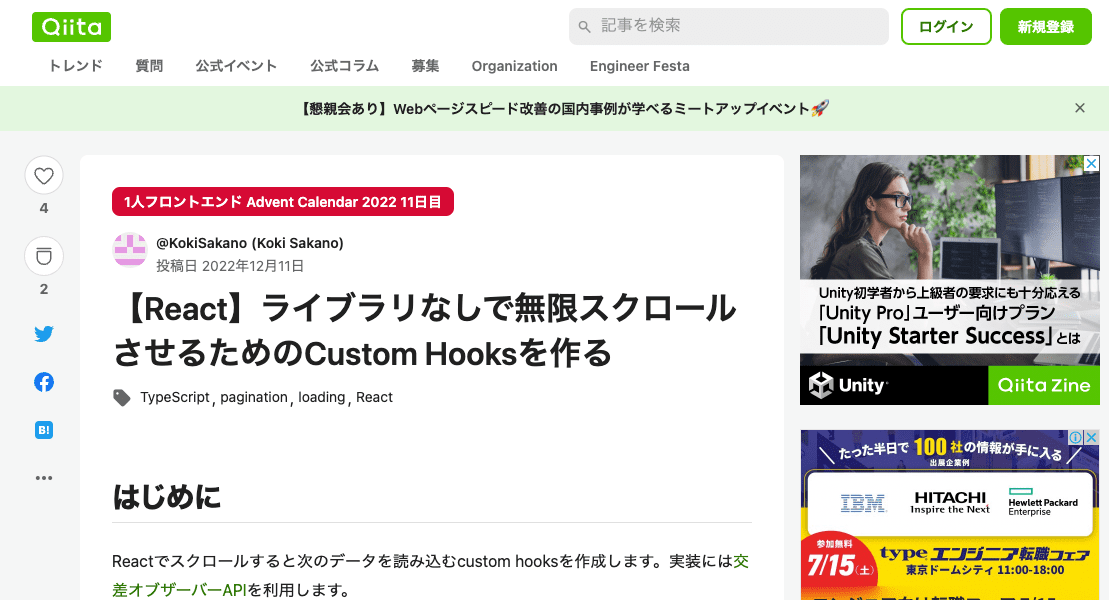 Qiita
記事を検索
ログイン
新規登録
トレンド
質問
公式イベント
公式コラム
募集
Organization
Engineer Festa
【懇親会あり】Webページスピード改善の国内事例が学べるミートアップイベント🚀
4
2
B!
1人フロントエンド Advent Calendar 2022 11日目
@KokiSakano (Koki Sakano)
投稿日 2022年12月11日
【React】ライブラリなしで無限スクロール
させるためのCustom Hooksを作る
TypeScript, pagination, loading, React
はじめに
Reactでスクロールすると次のデータを読み込むcustom hooksを作成します。実装には交
差オブザーバーAPIを利用します。
Unity初学者から上級者の要求にも十分応える
「Unity Pro」ユーザー向けプラン
「Unity Starter Success」とは
Unity
Qiita Zine
たった半日で100社の情報が手に入る
出展企業例
IBM
HITACHI
Inspire the Next
Hewlett Packard
Enterprise
参加無料
7/15(土)
type エンジニア転職フェア
東京ドームシティ 11:00-18:00